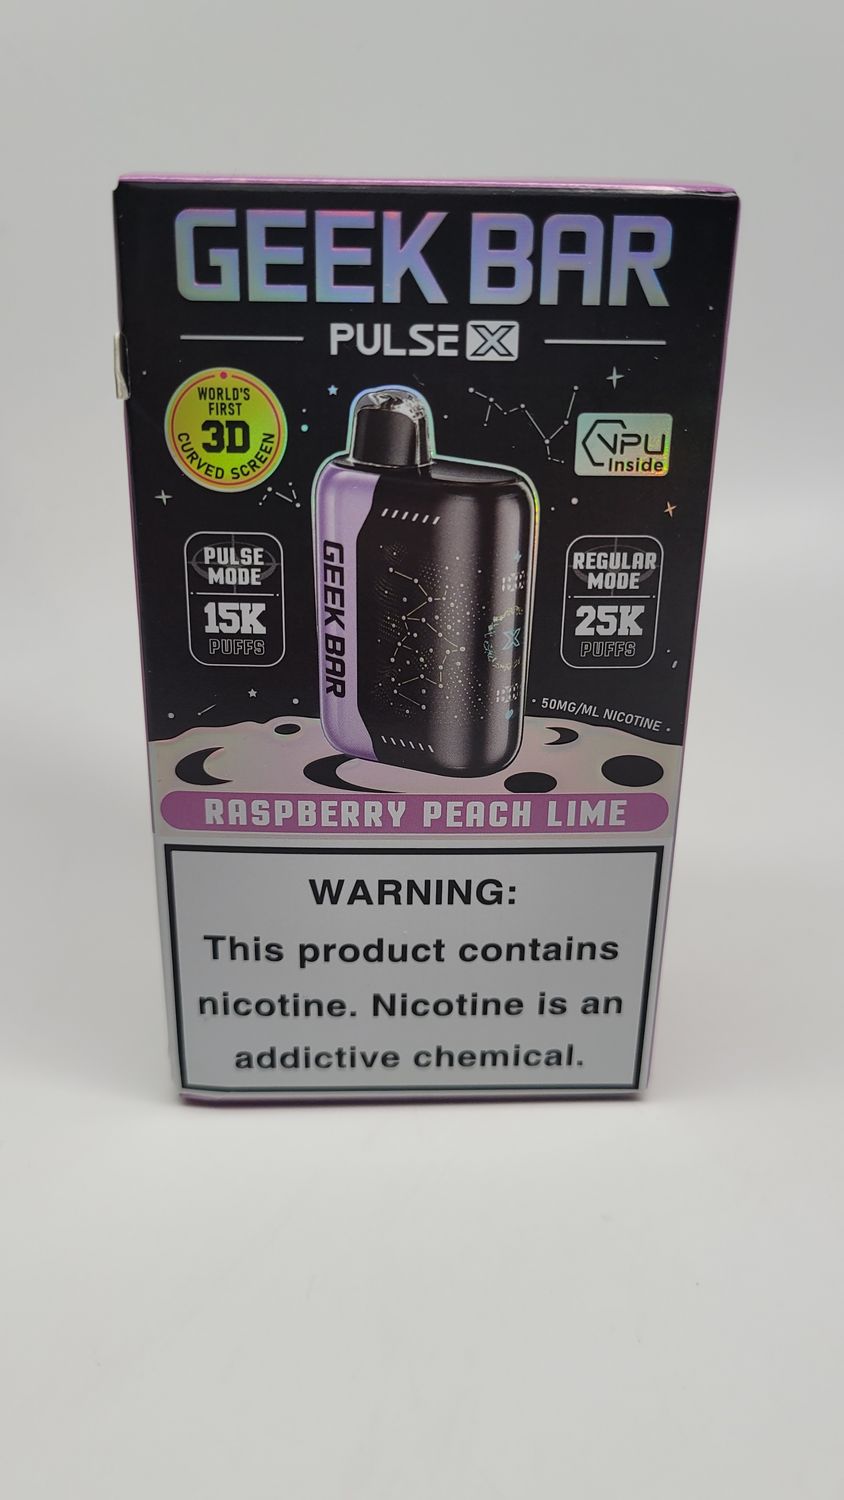 GEEK BAR
PULSE X
WORLD'S
FIRST
3D
CURVED SCREEN
VPU
Inside
PULSE
MODE
15K
PUFFS
REGULAR
MODE
25K
PUFFS
GEEK BAR
X
50MG/ML NICOTINE
RASPBERRY PEACH LIME
WARNING:
This product contains
nicotine. Nicotine is an
addictive chemical.